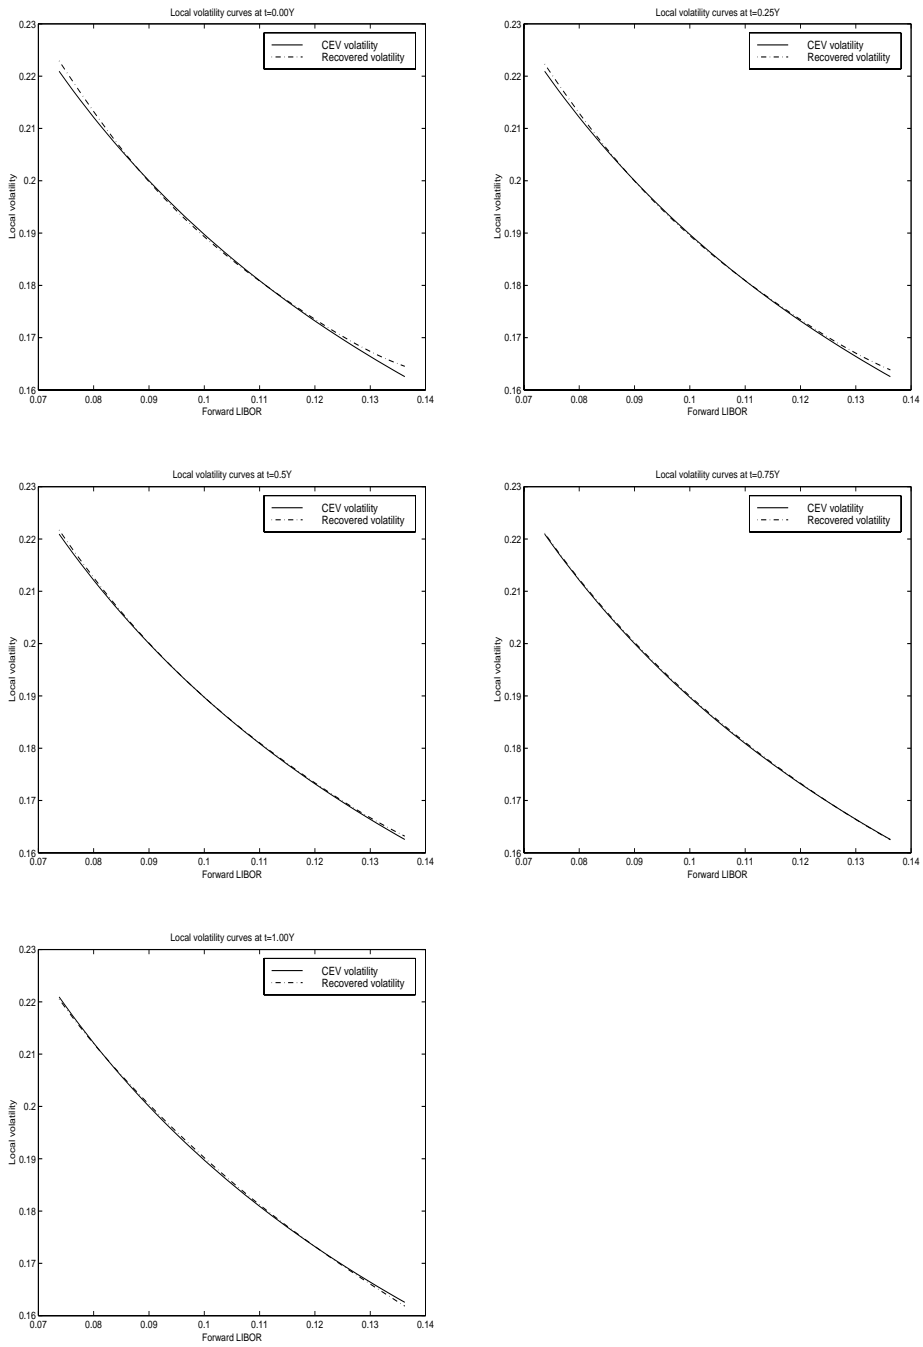 Local volatility curves at t=0.00Y
CEV volatility
Recovered volatility
0.23
0.22
0.21
0.2
0.19
0.18
0.17
0.16
Local volatility
0.07 0.08 0.09 0.1 0.11 0.12 0.13 0.14
Forward LIBOR
Local volatility curves at t=0.25Y
CEV volatility
Recovered volatility
0.23
0.22
0.21
0.2
0.19
0.18
0.17
0.16
Local volatility
0.07 0.08 0.09 0.1 0.11 0.12 0.13 0.14
Forward LIBOR
Local volatility curves at t=0.5Y
CEV volatility
Recovered volatility
0.23
0.22
0.21
0.2
0.19
0.18
0.17
0.16
Local volatility
0.07 0.08 0.09 0.1 0.11 0.12 0.13 0.14
Forward LIBOR
Local volatility curves at t=0.75Y
CEV volatility
Recovered volatility
0.23
0.22
0.21
0.2
0.19
0.18
0.17
0.16
Local volatility
0.07 0.08 0.09 0.1 0.11 0.12 0.13 0.14
Forward LIBOR
Local volatility curves at t=1.00Y
CEV volatility
Recovered volatility
0.23
0.22
0.21
0.2
0.19
0.18
0.17
0.16
Local volatility
0.07 0.08 0.09 0.1 0.11 0.12 0.13 0.14
Forward LIBOR